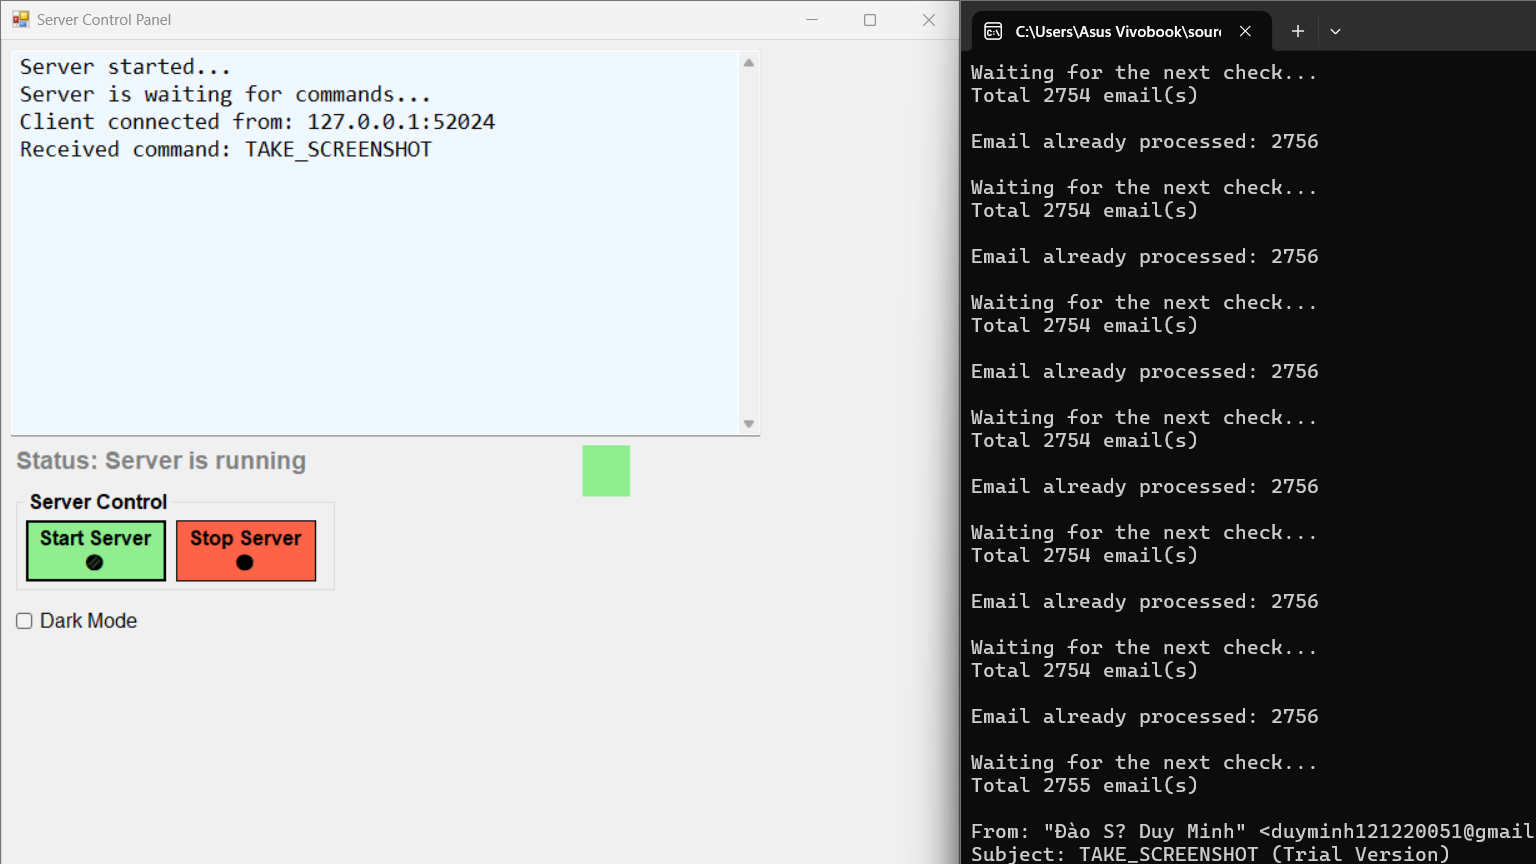 Server Control Panel
Server started...
Server is waiting for commands...
Client connected from: 127.0.0.1:52024
Received command: TAKE_SCREENSHOT
Status: Server is running
Server Control
Start Server
Stop Server
Dark Mode
C:\Users\Asus Vivobook\sour
Waiting for the next check...
Total 2754 email(s)
Email already processed: 2756
Waiting for the next check...
Total 2754 email(s)
Email already processed: 2756
Waiting for the next check...
Total 2754 email(s)
Email already processed: 2756
Waiting for the next check...
Total 2754 email(s)
Email already processed: 2756
Waiting for the next check...
Total 2754 email(s)
Email already processed: 2756
Waiting for the next check...
Total 2754 email(s)
Email already processed: 2756
Waiting for the next check...
Total 2755 email(s)
From: "Đào S? Duy Minh" <duyminh121220051@gmail
Subject: TAKE_SCREENSHOT (Trial Version)